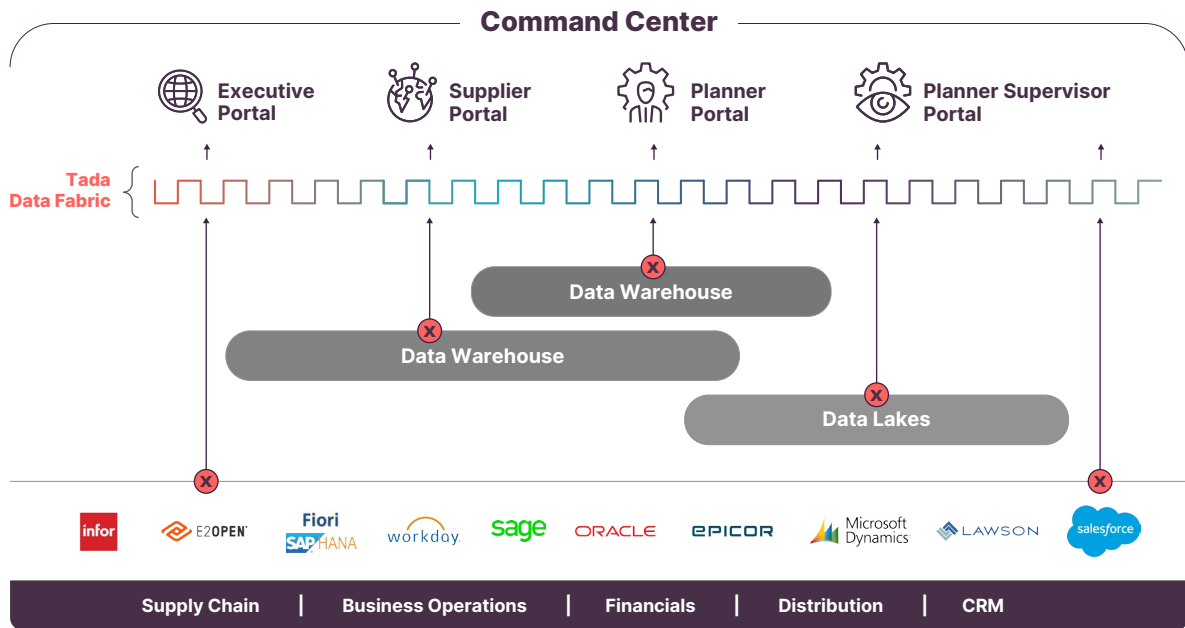 Command Center
Executive
Portal
Supplier
Portal
Planner
Portal
Planner Supervisor
Portal
Tada
Data Fabric
X
Data Warehouse
X
Data Warehouse
X
Data Lakes
X
X
infor
E2OPEN
Fiori
SAP HANA
workday.
sage
ORACLE
EPICOR
Microsoft
Dynamics
LAWSON
salesforce
Supply Chain | Business Operations | Financials | Distribution | CRM